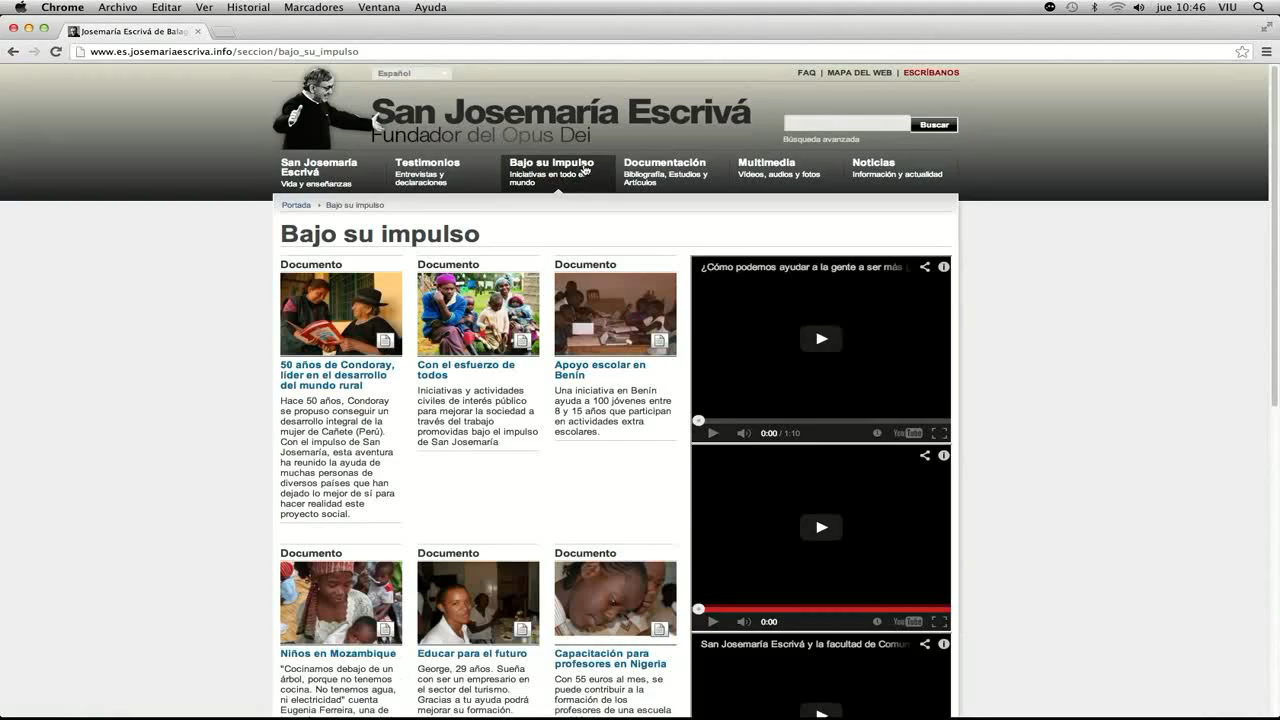 Chrome Archivo Editar Ver Historial Marcadores Ventana Ayuda
jue 10:46 VIU
Josemaría Escrivá de Balag
www.es.josemariaescriva.info/seccion/bajo_su_impulso
Español
FAQ | MAPA DEL WEB | ESCRÍBANOS
San Josemaría Escrivá
Fundador del Opus Dei
Buscar
Búsqueda avanzada
San Josemaría
Escrivá
Vida y enseñanzas
Testimonios
Entrevistas y
declaraciones
Bajo su impulso
Iniciativas en todo el
mundo
Documentación
Bibliografía, Estudios y
Artículos
Multimedia
Vídeos, audios y fotos
Noticias
Información y actualidad
Portada Bajo su impulso
Bajo su impulso
Documento
50 años de Condoray,
líder en el desarrollo
del mundo rural
Hace 50 años, Condoray
se propuso conseguir un
desarrollo integral de la
mujer de Cañete (Perú).
Con el impulso de San
Josemaría, esta aventura
ha reunido la ayuda de
muchas personas de
diversos países que han
dejado lo mejor de sí para
hacer realidad este
proyecto social.
Documento
Con el esfuerzo de
todos
Iniciativas y actividades
civiles de interés público
para mejorar la sociedad a
través del trabajo
promovidas bajo el impulso
de San Josemaría
Documento
Apoyo escolar en
Benín
Una iniciativa en Benín
ayuda a 100 jóvenes entre
8 y 15 años que participan
en actividades extra
escolares.
¿Cómo podemos ayudar a la gente a ser más
0:00 / 1:10
YouTube
0:00
YouTube
San Josemaría Escrivá y la facultad de Comun
Documento
Niños en Mozambique
"Cocinamos debajo de un
árbol, porque no tenemos
cocina. No tenemos agua,
ni electricidad" cuenta
Eugenia Ferreira, una de
Documento
Educar para el futuro
George, 29 años. Sueña
con ser un empresario en
el sector del turismo.
Gracias a tu ayuda podrá
mejorar su formación.
Documento
Capacitación para
profesores en Nigeria
Con 55 euros al mes, se
puede contribuir a la
formación de los
profesores de una escuela